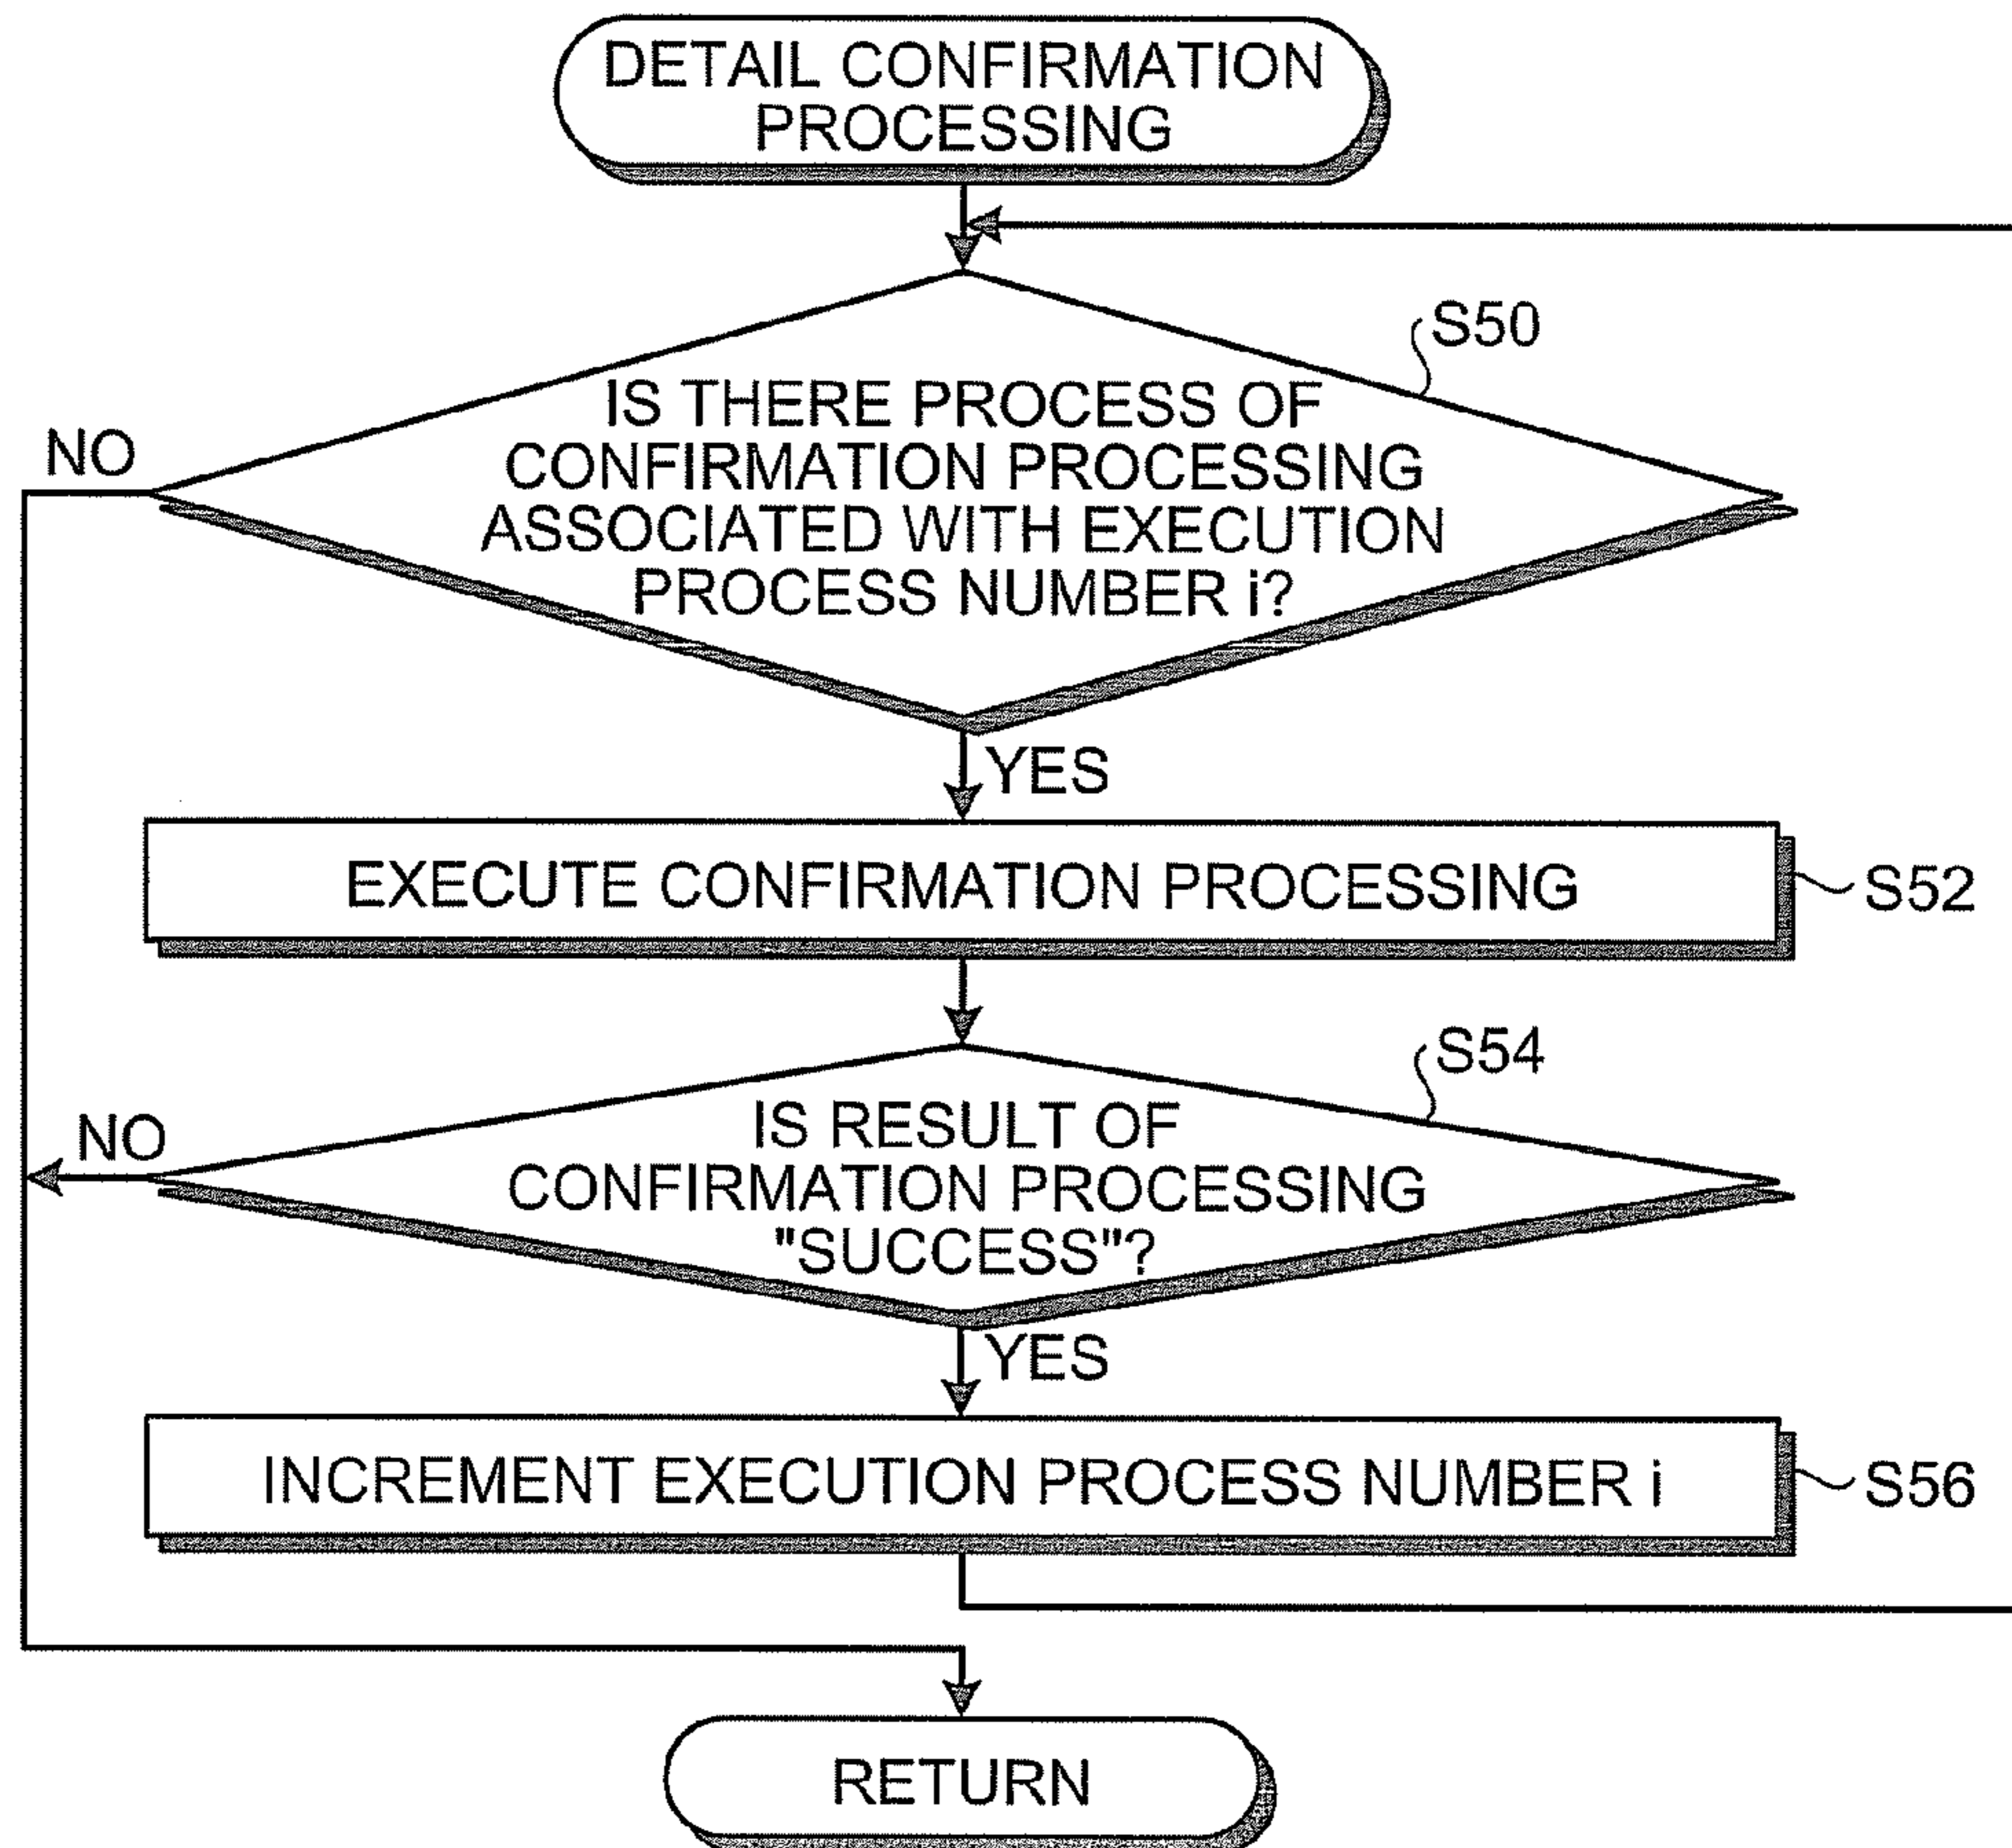 DETAIL CONFIRMATION
PROCESSING
S50
IS THERE PROCESS OF
CONFIRMATION PROCESSING
ASSOCIATED WITH EXECUTION
PROCESS NUMBER i?
NO
YES
EXECUTE CONFIRMATION PROCESSING
S52
S54
IS RESULT OF
CONFIRMATION PROCESSING
"SUCCESS"?
NO
YES
INCREMENT EXECUTION PROCESS NUMBER i
S56
RETURN